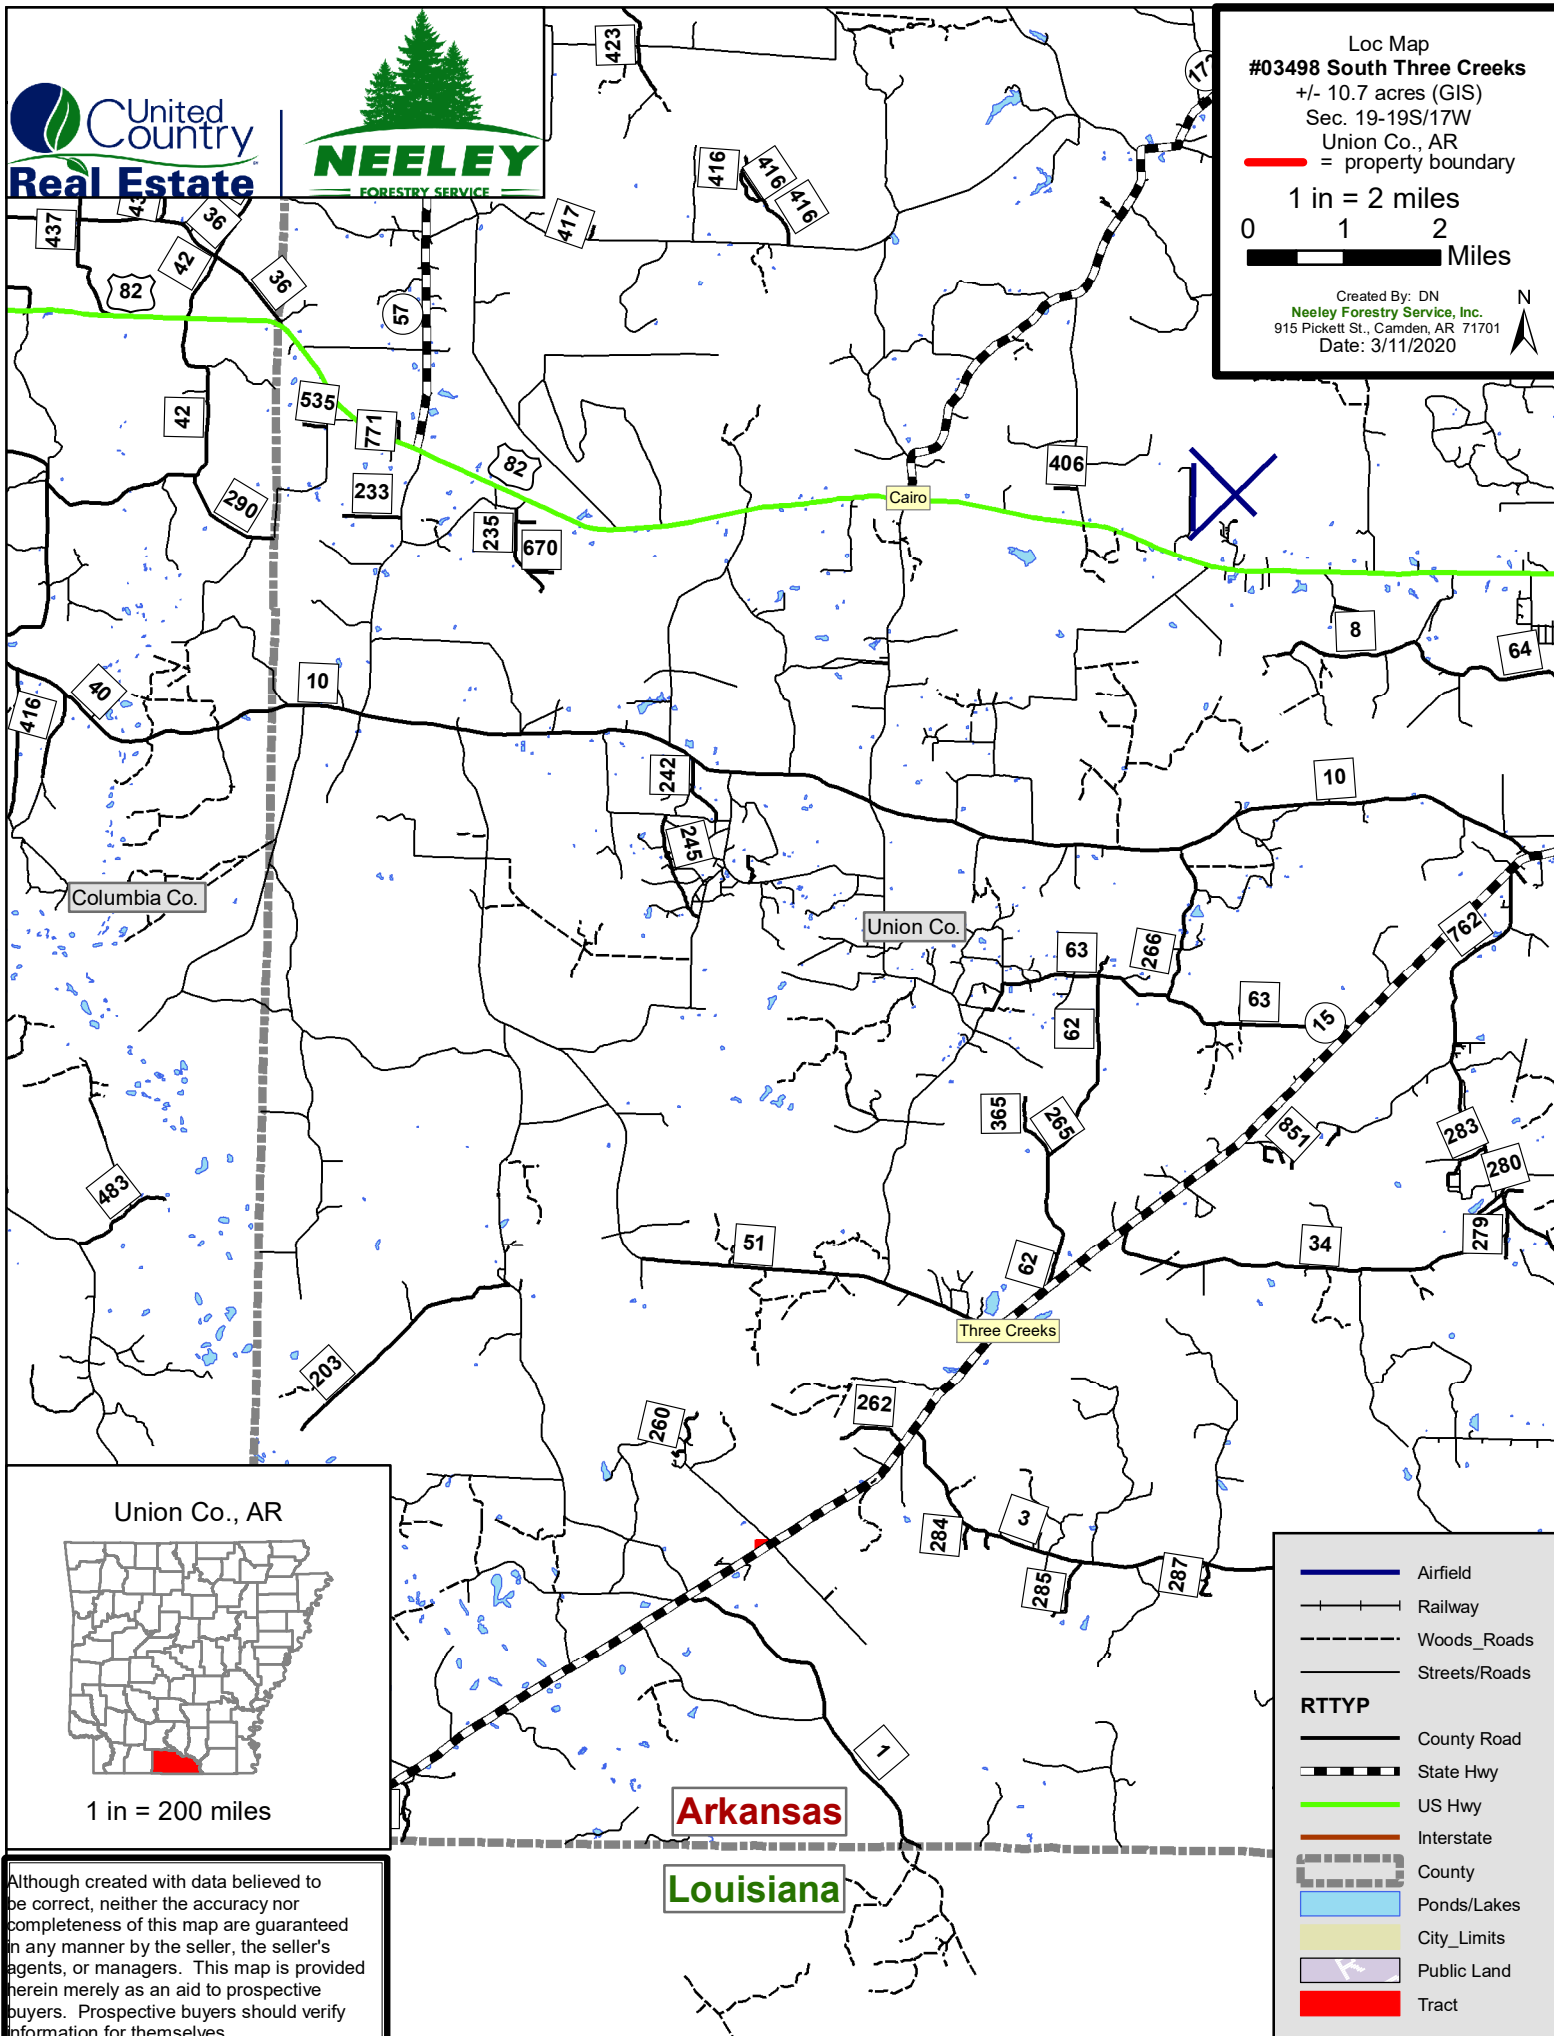 United
Country
Real Estate
NEELEY
FORESTRY SERVICE
Loc Map
#03498 South Three Creeks
+/- 10.7 acres (GIS)
Sec. 19-19S/17W
Union Co., AR
= property boundary
1 in = 2 miles
0 1 2
Miles
Created By: DN
Neeley Forestry Service, Inc.
915 Pickett St., Camden, AR 71701
Date: 3/11/2020
N
423
416
416
416
417
437
36
42
82
36
57
42
535
771
82
406
Cairo
290
233
235
670
8
64
40
10
416
242
10
245
Columbia Co.
Union Co.
762
63
266
63
62
15
365
265
851
283
280
483
51
62
34
279
Three Creeks
203
262
260
284
3
285
287
1
Union Co., AR
1 in = 200 miles
Arkansas
Louisiana
Airfield
Railway
Woods_Roads
Streets/Roads
RTTYP
County Road
State Hwy
US Hwy
Interstate
County
Ponds/Lakes
City_Limits
Public Land
Tract
Although created with data believed to
be correct, neither the accuracy nor
completeness of this map are guaranteed
in any manner by the seller, the seller's
agents, or managers. This map is provided
herein merely as an aid to prospective
buyers. Prospective buyers should verify
information for themselves